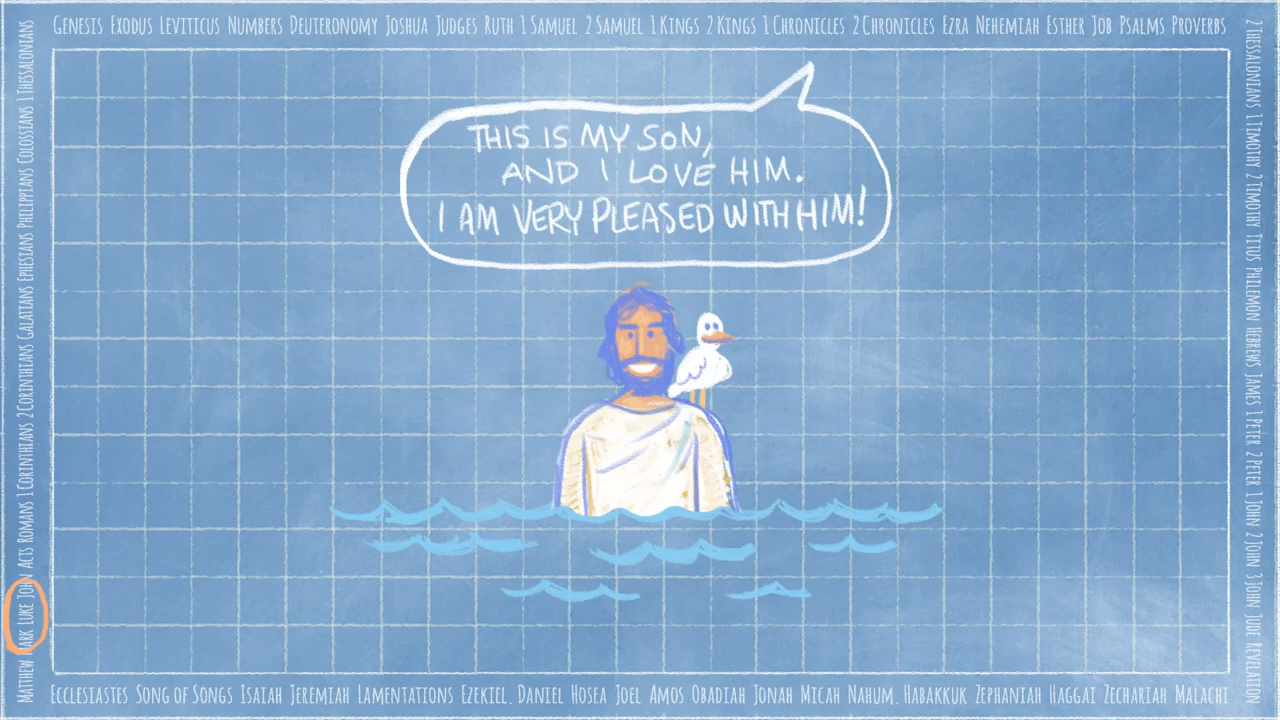 GENESIS EXODUS LEVITICUS NUMBERS DEUTERONOMY JOSHUA JUDGES RUTH 1 SAMUEL 2 SAMUEL 1 KINGS 2 KINGS 1 CHRONICLES 2 CHRONICLES EZRA NEHEMIAH ESTHER JOB PSALMS PROVERBS
THIS IS MY SON,
AND I LOVE HIM.
I AM VERY PLEASED WITH HIM!
ECCLESIASTES SONG OF SONGS ISAIAH JEREMIAH LAMENTATIONS EZEKIEL DANIEL HOSEA JOEL AMOS OBADIAH JONAH MICAH NAHUM HABAKKUK ZEPHANIAH HAGGAI ZECHARIAH MALACHI
MATTHEW MARK LUKE JOHN ACTS ROMANS 1 CORINTHIANS 2 CORINTHIANS GALATIANS EPHESIANS PHILIPPIANS COLOSSIANS 1 THESSALONIANS
2 THESSALONIANS 1 TIMOTHY 2 TIMOTHY TITUS PHILEMON HEBREWS JAMES 1 PETER 2 PETER 1 JOHN 2 JOHN 3 JOHN JUDE REVELATION